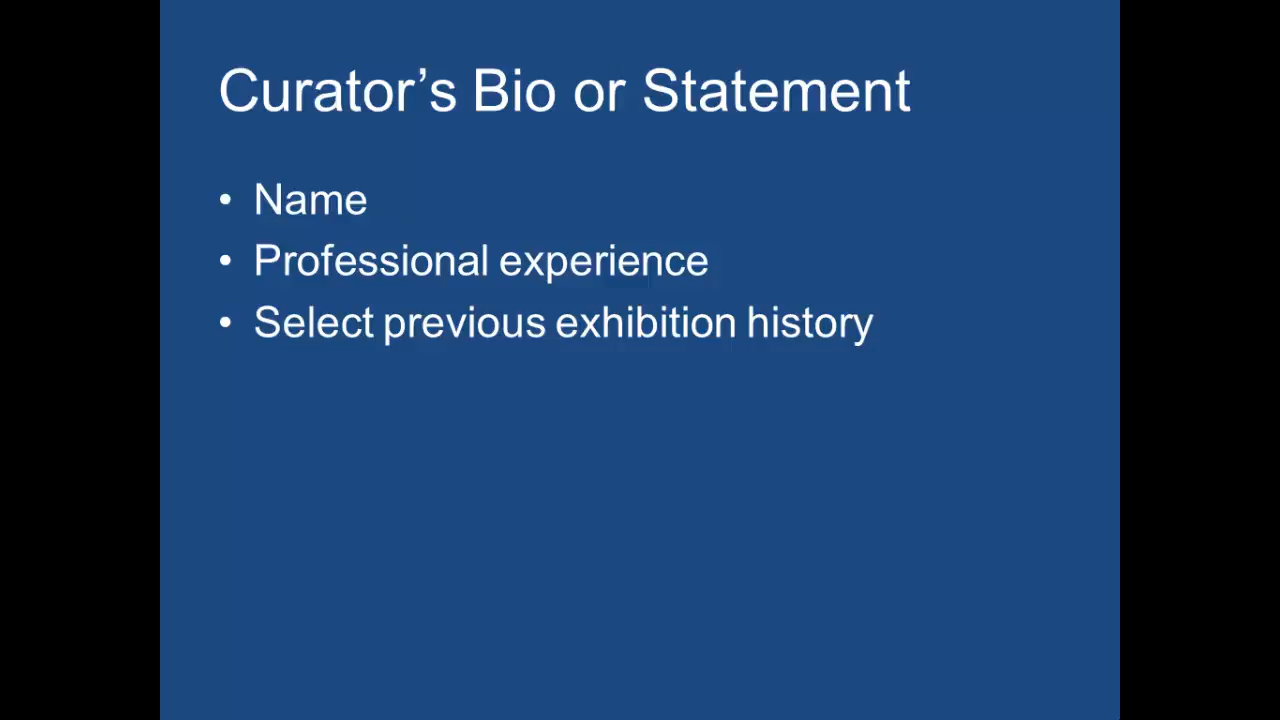 Curator’s Bio or Statement
• Name
• Professional experience
• Select previous exhibition history